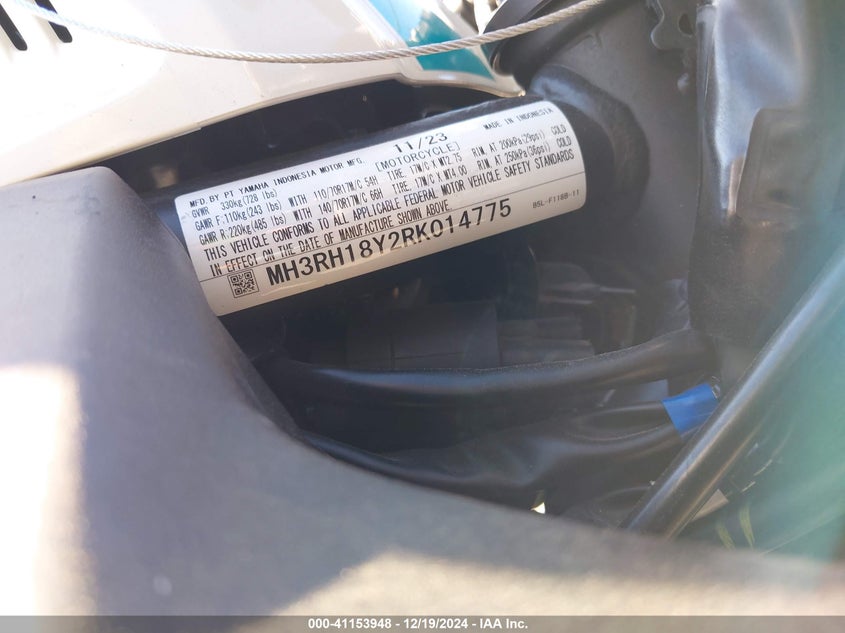 MFD. BY PT YAMAHA INDONESIA MOTOR MFG. 11/23 MADE IN INDONESIA
GVWR 330kg(728 lbs) [MOTORCYCLE]
GAWR F:110kg(243 lbs) WITH 110/70R17M/C 54H TIRE, 17M/C X MT2.75 RIM, AT 200kPa(29psi) COLD
GAWR R:220kg(485 lbs) WITH 140/70R17M/C 66H TIRE, 17M/C X MT4.00 RIM, AT 250kPa(36psi) COLD
THIS VEHICLE CONFORMS TO ALL APPLICABLE FEDERAL MOTOR VEHICLE SAFETY STANDARDS
IN EFFECT ON THE DATE OF MANUFACTURE SHOWN ABOVE.
MH3RH18Y2RK014775
B5L-F118B-11
000-41153948 - 12/19/2024 - IAA Inc.